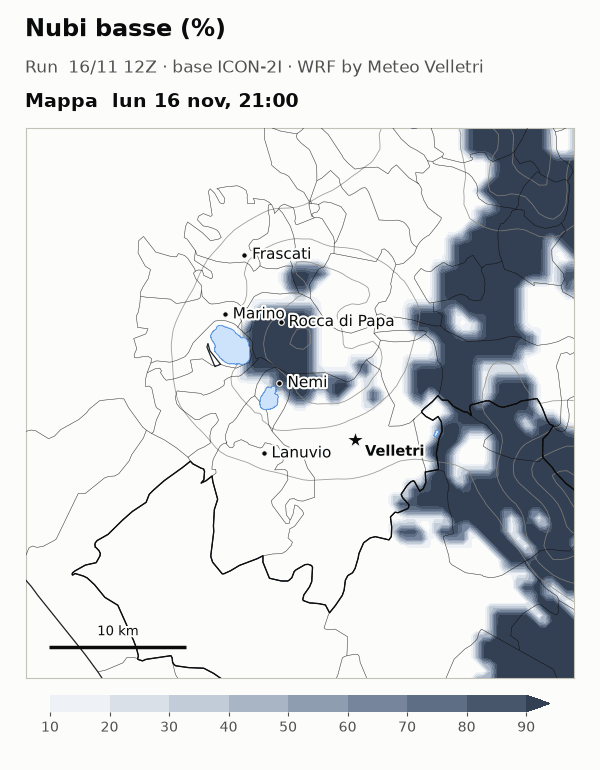 Nubi basse (%)
Run  16/11 12Z · base ICON-2I · WRF by Meteo Velletri
Mappa  lun 16 nov, 21:00
Frascati
Marino
Rocca di Papa
Nemi
Velletri
Lanuvio
10 km
10 20 30 40 50 60 70 80 90